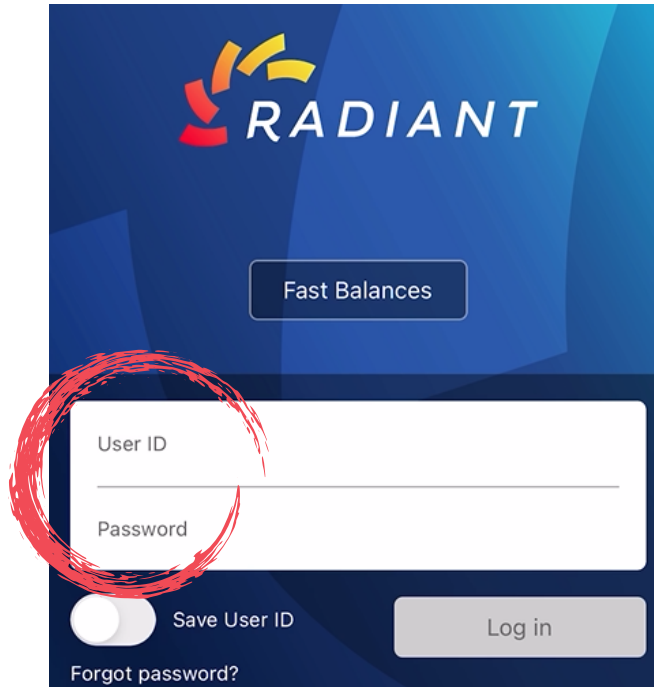 RADIANT
Fast Balances
User ID
Password
Save User ID
Log in
Forgot password?